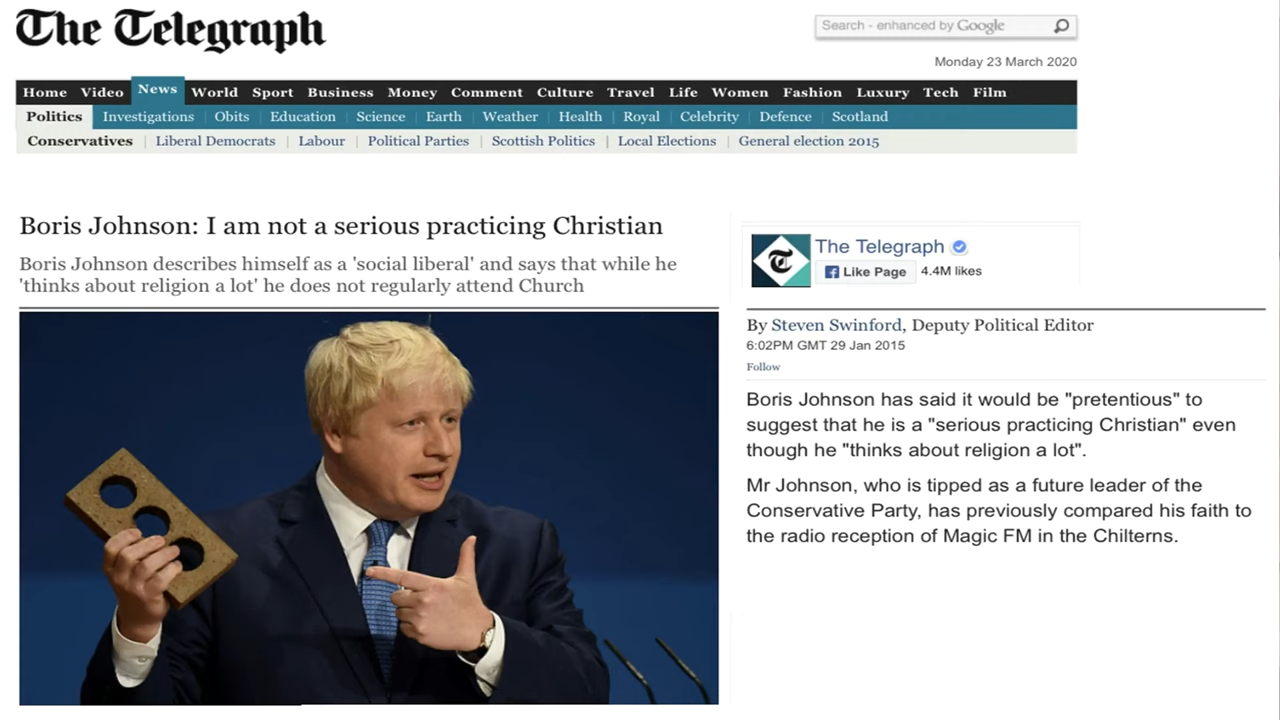 The Telegraph
Search - enhanced by Google
Monday 23 March 2020
Home Video News World Sport Business Money Comment Culture Travel Life Women Fashion Luxury Tech Film
Politics Investigations Obits Education Science Earth Weather Health Royal Celebrity Defence Scotland
Conservatives Liberal Democrats Labour Political Parties Scottish Politics Local Elections General election 2015
Boris Johnson: I am not a serious practicing Christian
Boris Johnson describes himself as a 'social liberal' and says that while he
'thinks about religion a lot' he does not regularly attend Church
The Telegraph
Like Page 4.4M likes
By Steven Swinford, Deputy Political Editor
6:02PM GMT 29 Jan 2015
Follow
Boris Johnson has said it would be "pretentious" to
suggest that he is a "serious practicing Christian" even
though he "thinks about religion a lot".
Mr Johnson, who is tipped as a future leader of the
Conservative Party, has previously compared his faith to
the radio reception of Magic FM in the Chilterns.